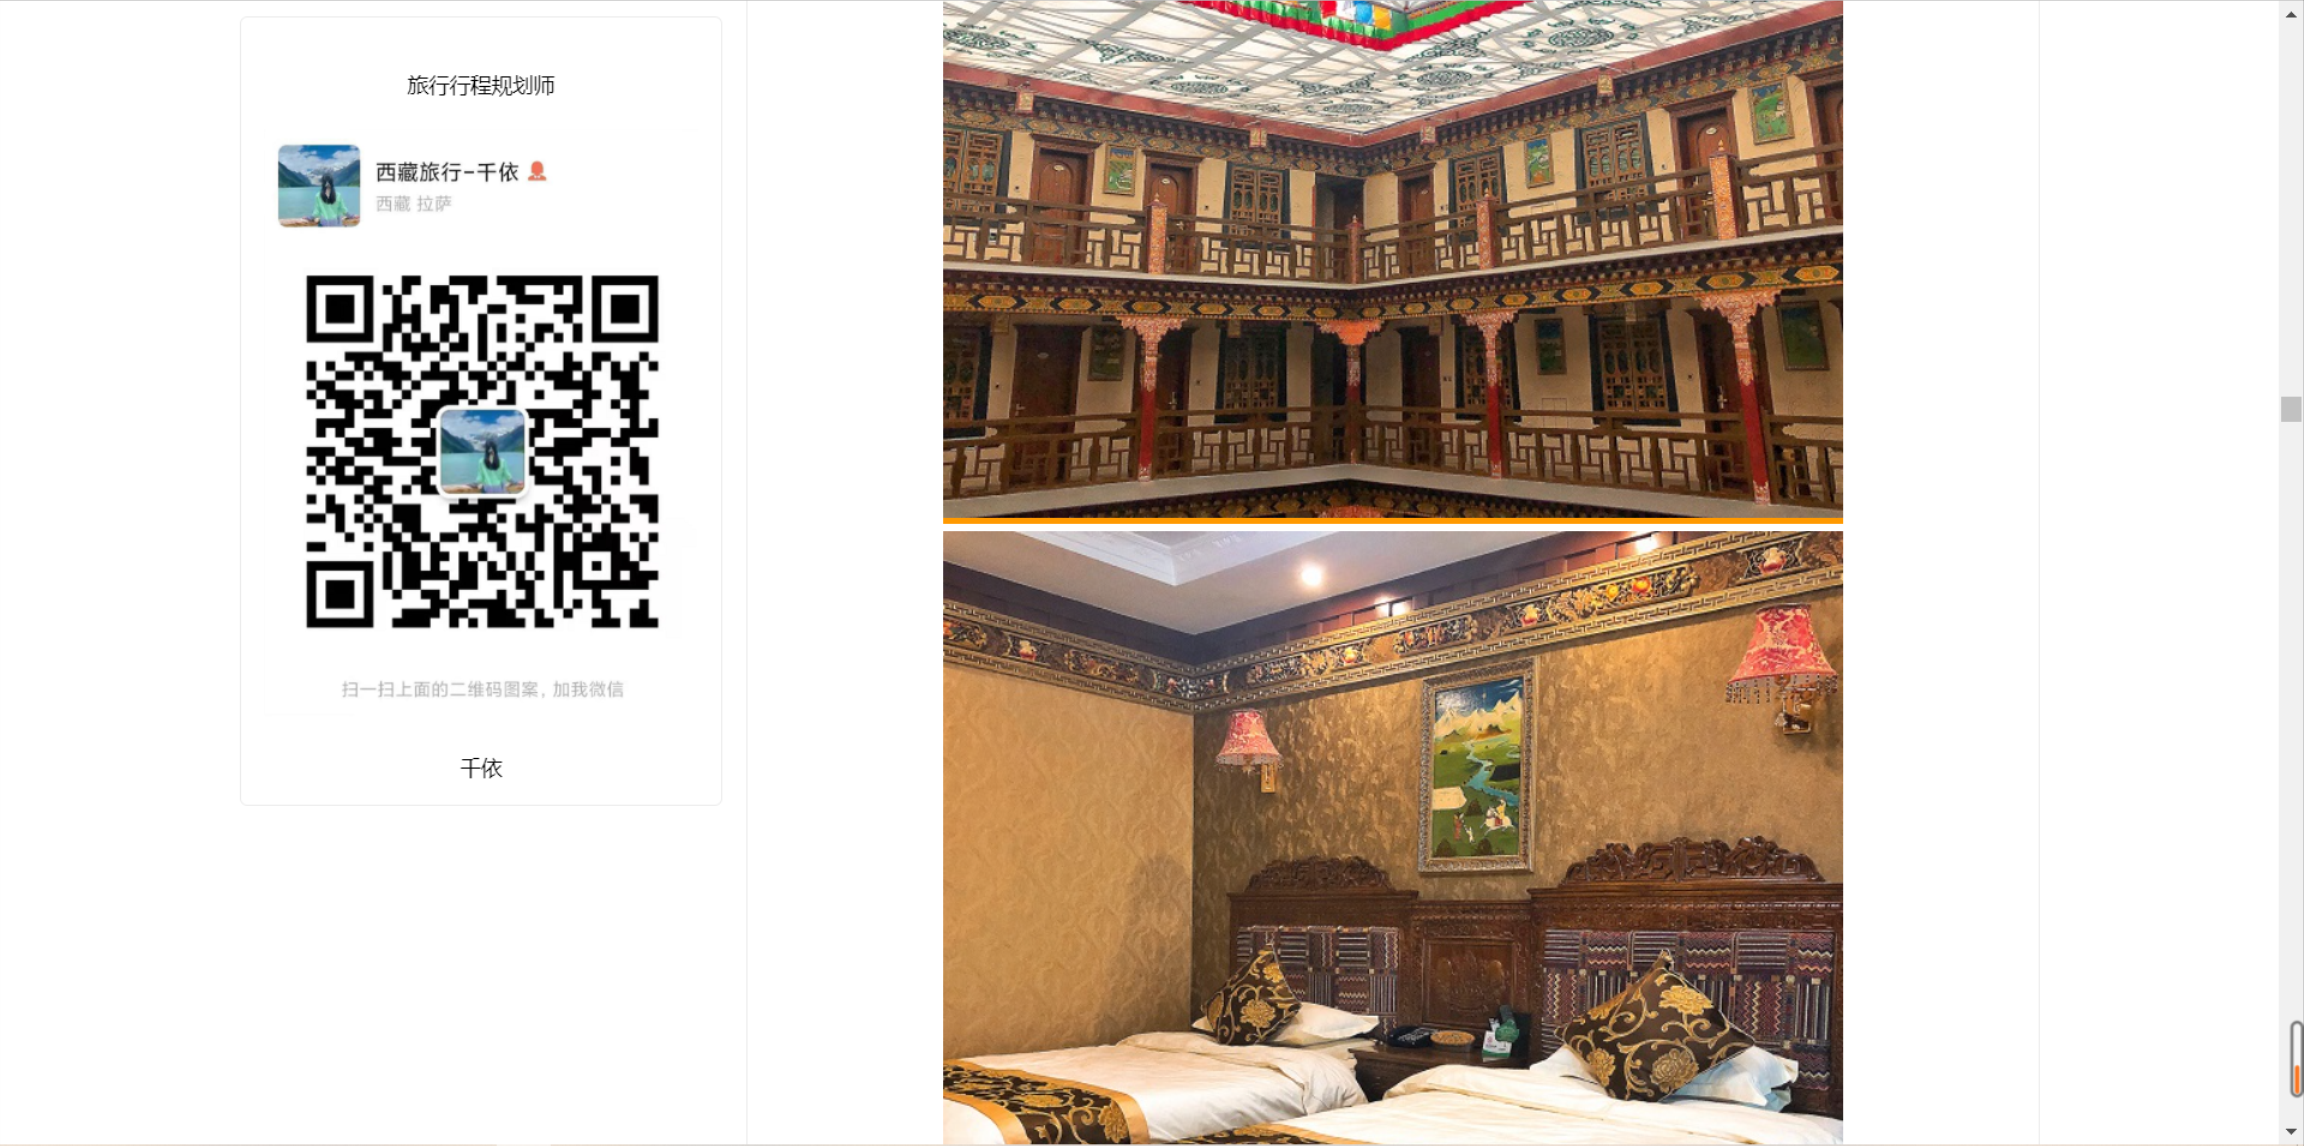 旅行行程规划师
西藏旅行-千依
西藏 拉萨
扫一扫上面的二维码图案，加我微信
千依